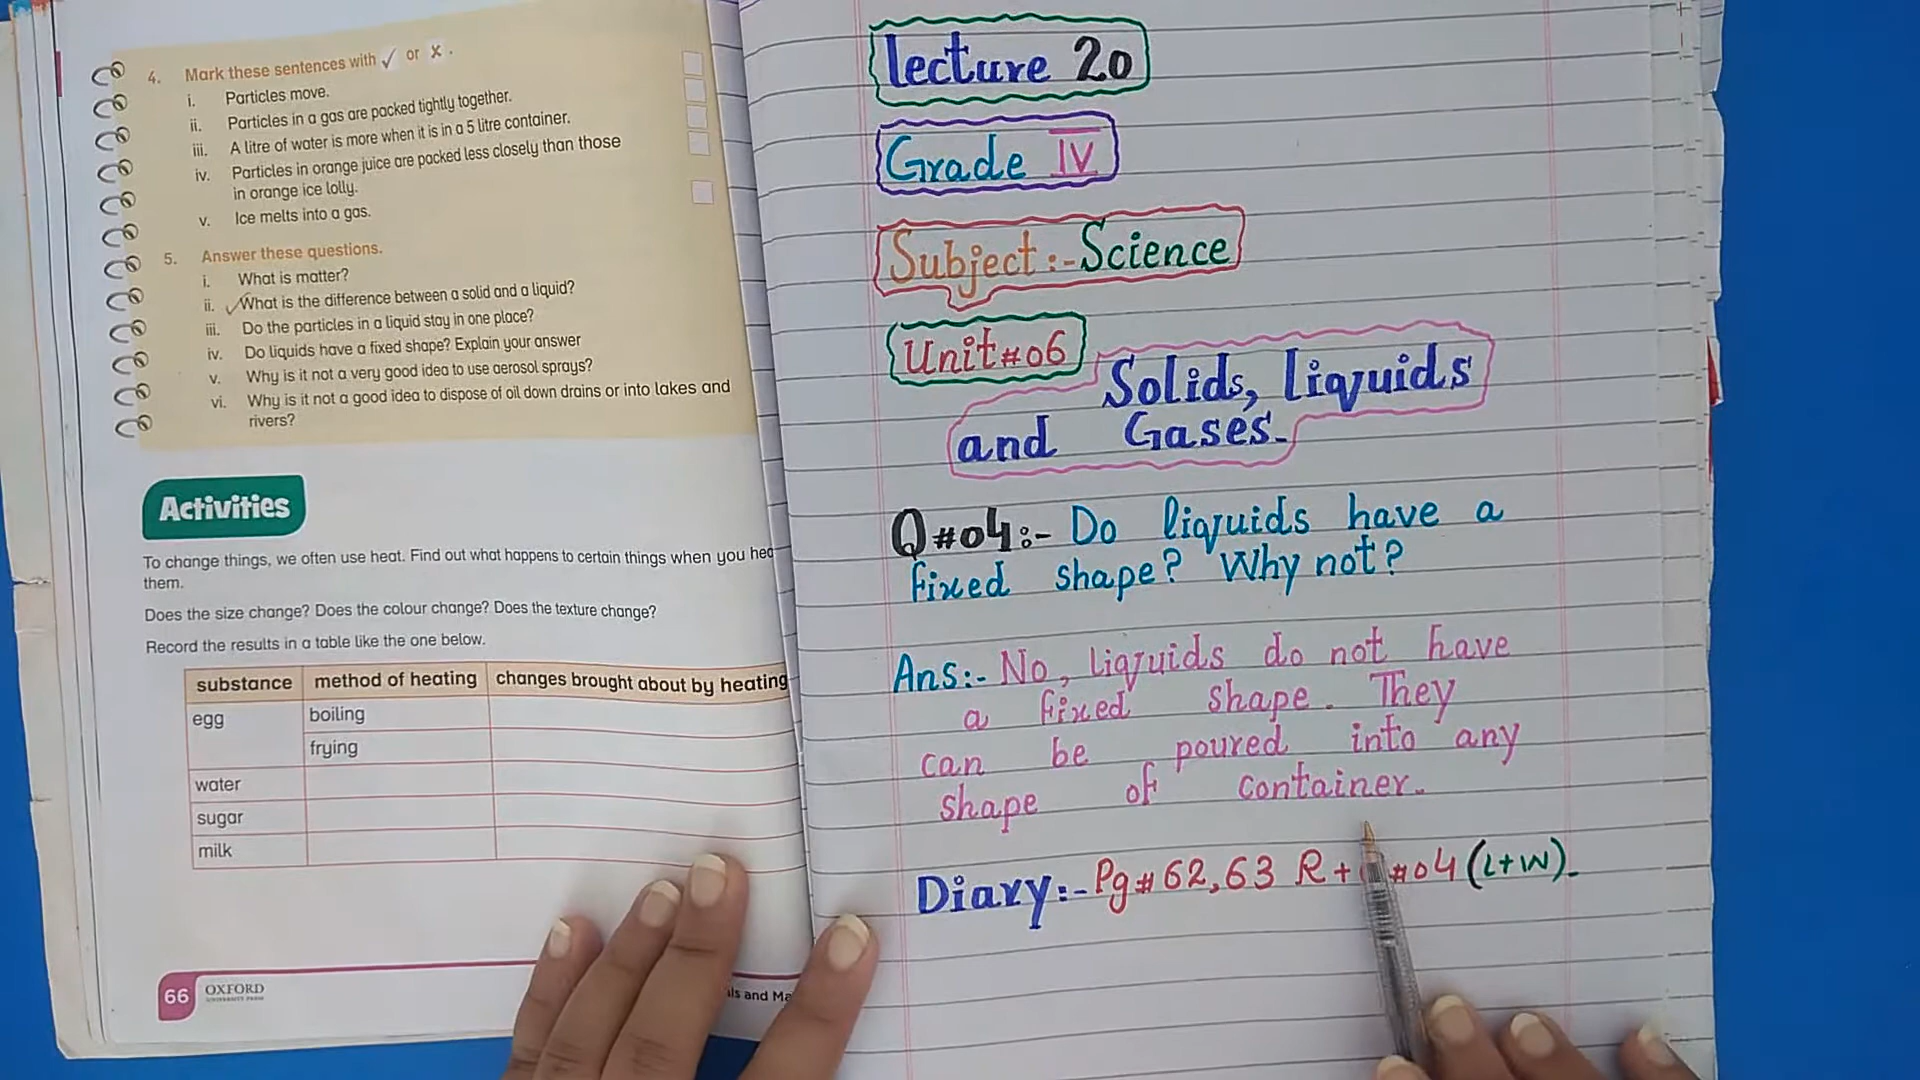 4. Mark these sentences with ✓ or x.
i. Particles move.
ii. Particles in a gas are packed tightly together.
iii. A litre of water is more when it is in a 5 litre container.
iv. Particles in orange juice are packed less closely than those
in orange ice lolly.
v. Ice melts into a gas.
5. Answer these questions.
i. What is matter?
ii. What is the difference between a solid and a liquid?
iii. Do the particles in a liquid stay in one place?
iv. Do liquids have a fixed shape? Explain your answer
v. Why is it not a very good idea to use aerosol sprays?
vi. Why is it not a good idea to dispose of oil down drains or into lakes and
rivers?
Activities
To change things, we often use heat. Find out what happens to certain things when you
them.
Does the size change? Does the colour change? Does the texture change?
Record the results in a table like the one below.
substance method of heating changes brought about by heating
egg boiling
frying
water
sugar
milk
66 OXFORD
UNIVERSITY PRESS
and
lecture 20
Grade IV
Subject:- Science
Unit#06
Solids, liquids
and Gases.
Q#04:- Do liquids have a
fixed shape? Why not?
Ans:- No, liquids do not have
a fixed shape. They
can be poured into any
shape of container.
Diary:- Pg# 62,63 R+ #04 (L+W).